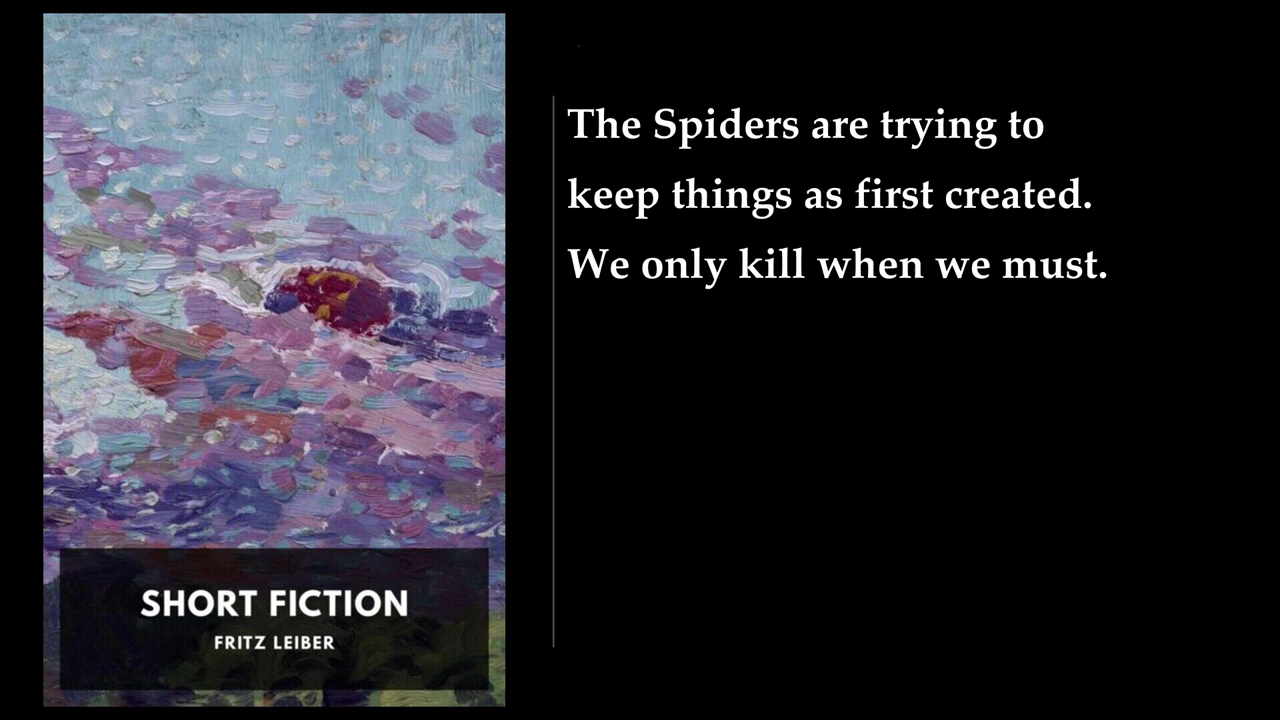 The Spiders are trying to
keep things as first created.
We only kill when we must.
SHORT FICTION
FRITZ LEIBER